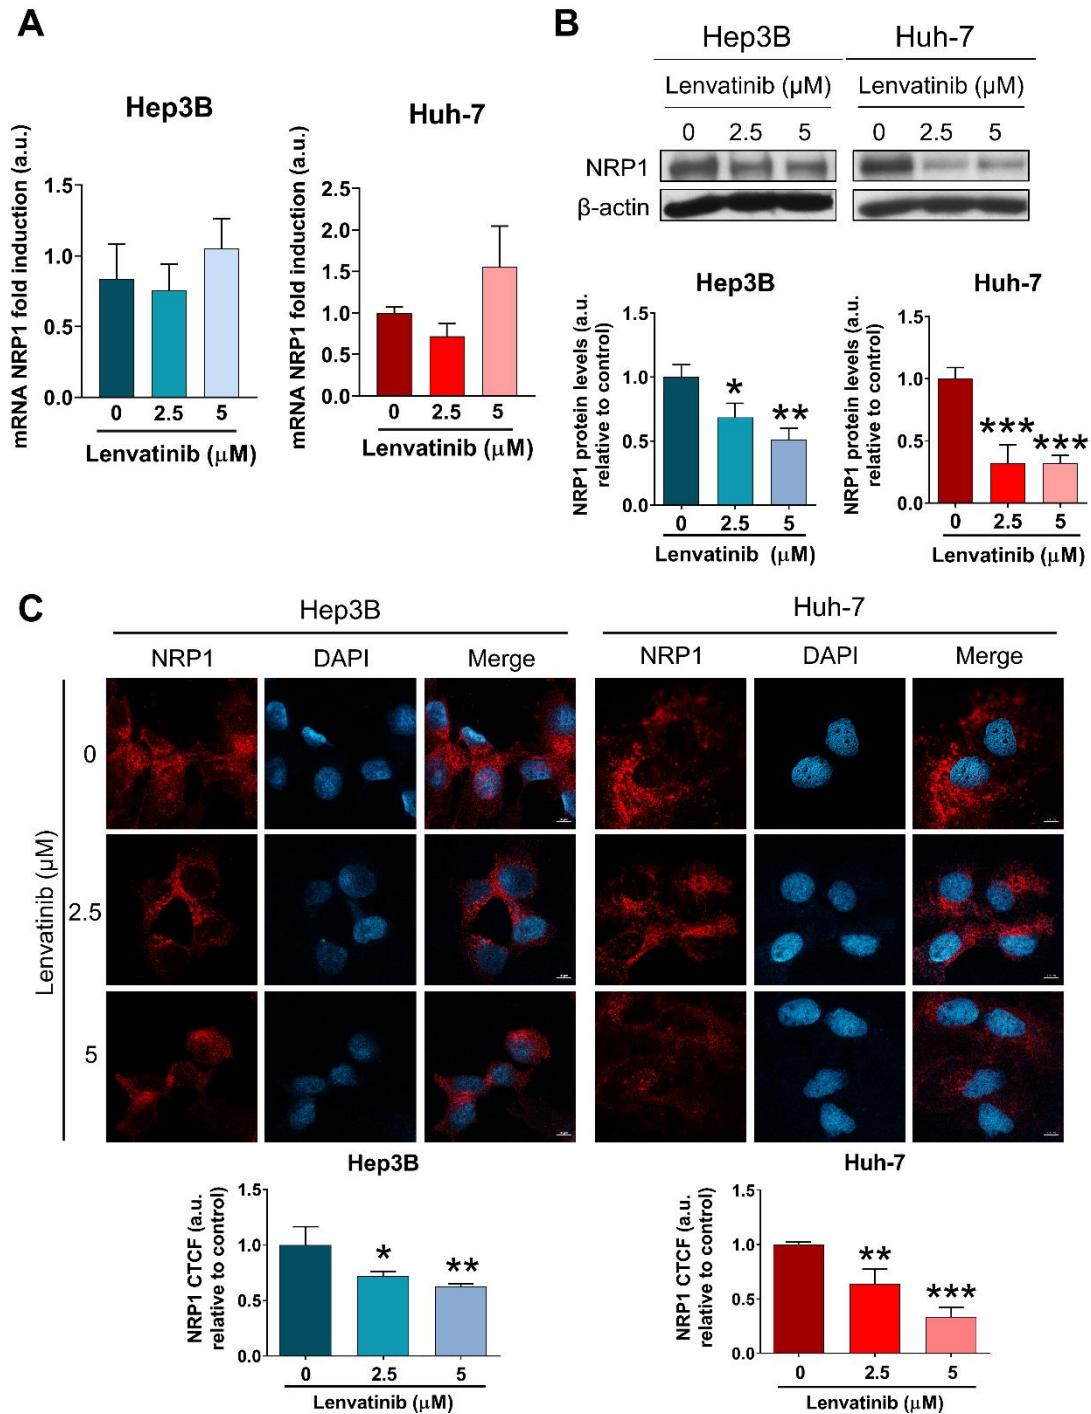 A
Hep3B
mRNA NRP1 fold induction (a.u.)
1.5
1.0
0.5
0.0
0 2.5 5
Lenvatinib (μM)
Huh-7
mRNA NRP1 fold induction (a.u.)
2.5
2.0
1.5
1.0
0.5
0.0
0 2.5 5
Lenvatinib (μM)
B
Hep3B Huh-7
Lenvatinib (μM) Lenvatinib (μM)
0 2.5 5 0 2.5 5
NRP1
β-actin
Hep3B
NRP1 protein levels (a.u.
relative to control)
1.5
1.0
0.5
0.0
* **
0 2.5 5
Lenvatinib (μM)
Huh-7
NRP1 protein levels (a.u.
relative to control)
1.5
1.0
0.5
0.0
*** ***
0 2.5 5
Lenvatinib (μM)
C
Hep3B Huh-7
NRP1 DAPI Merge NRP1 DAPI Merge
Lenvatinib (μM)
0
2.5
5
Hep3B
NRP1 CTCF (a.u.
relative to control)
1.5
1.0
0.5
0.0
* **
0 2.5 5
Lenvatinib (μM)
Huh-7
NRP1 CTCF (a.u.
relative to control)
1.5
1.0
0.5
0.0
** ***
0 2.5 5
Lenvatinib (μM)